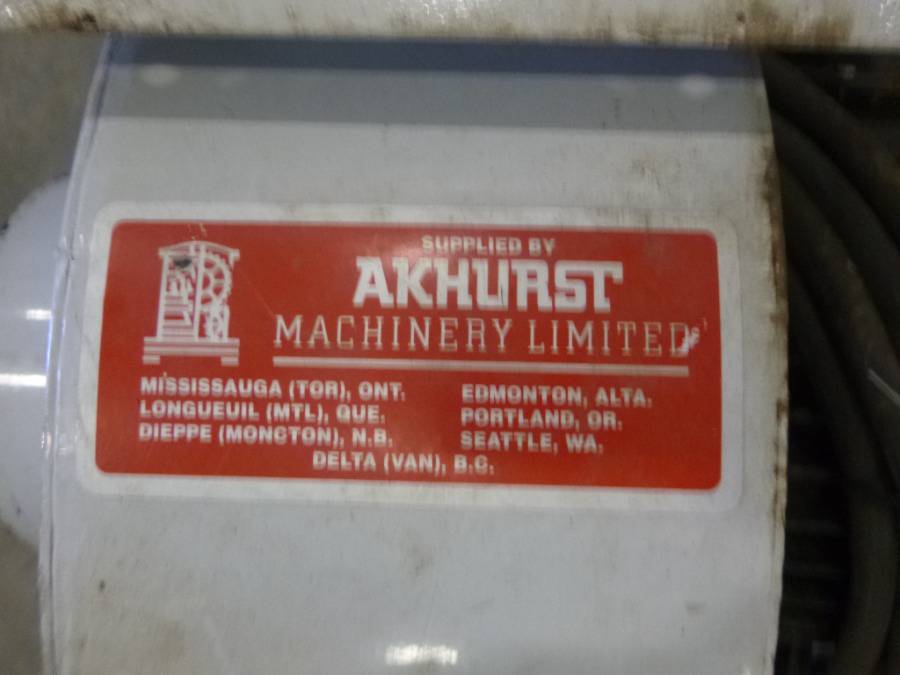 SUPPLIED BY
AKHURST
MACHINERY LIMITED
MISSISSAUGA (TOR), ONT.
LONGUEUIL (MTL), QUE.
DIEPPE (MONCTON), N.B.
EDMONTON, ALTA.
PORTLAND, OR.
SEATTLE, WA.
DELTA (VAN), B.C.